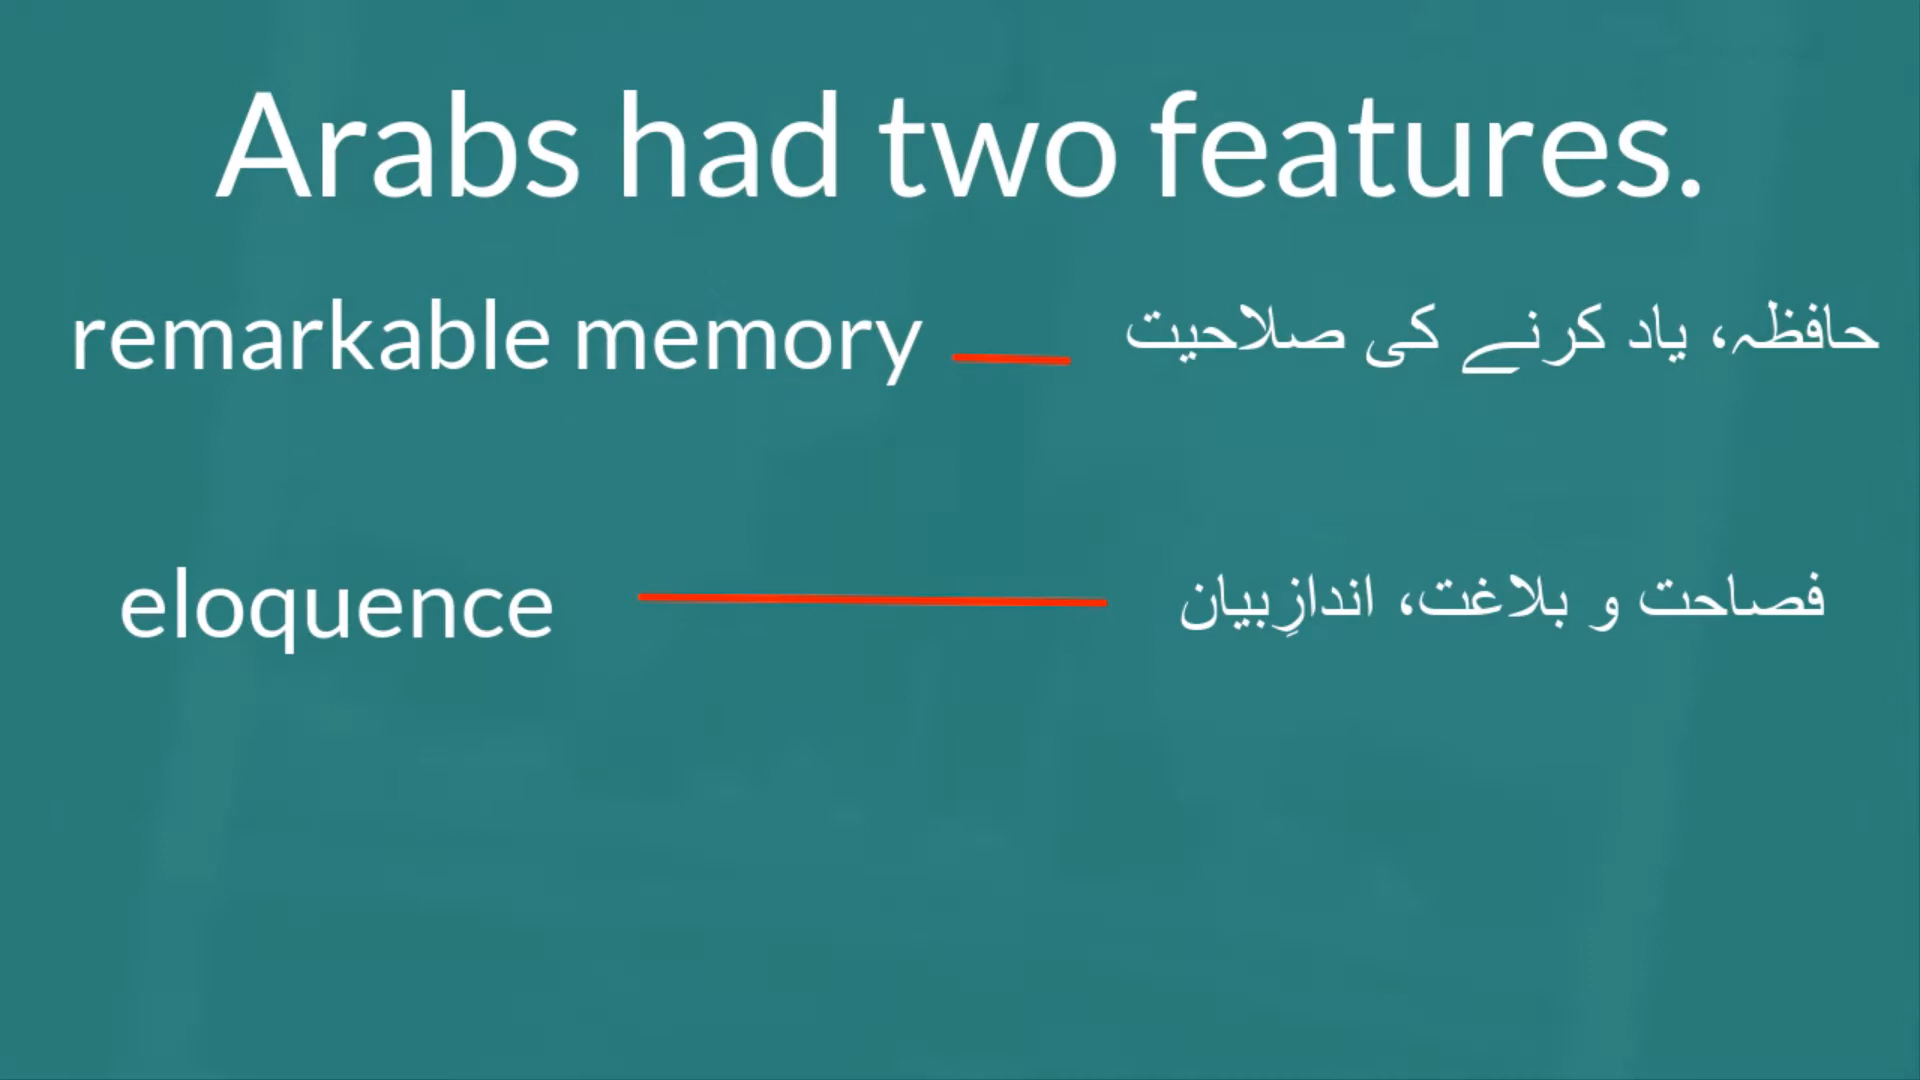 Arabs had two features.
remarkable memory حافظہ، یاد کرنے کی صلاحیت
eloquence فصاحت و بلاغت، اندازِبیان